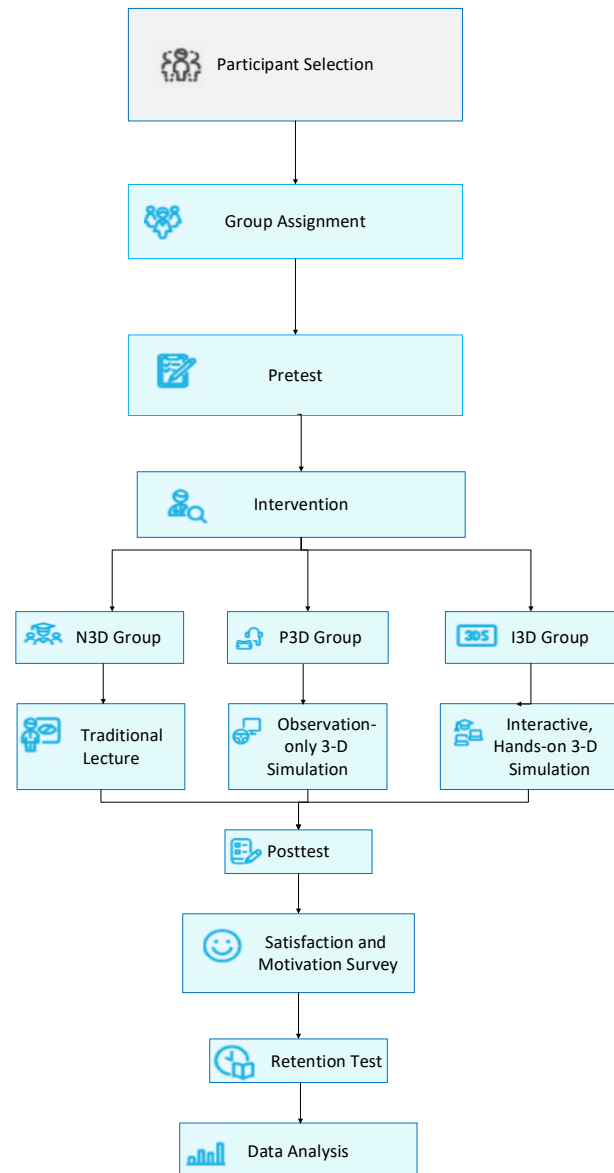 Participant Selection
Group Assignment
Pretest
Intervention
N3D Group
P3D Group
3DS
I3D Group
Traditional
Lecture
Observation-
only 3-D
Simulation
Interactive,
Hands-on 3-D
Simulation
Posttest
Satisfaction and
Motivation Survey
Retention Test
Data Analysis